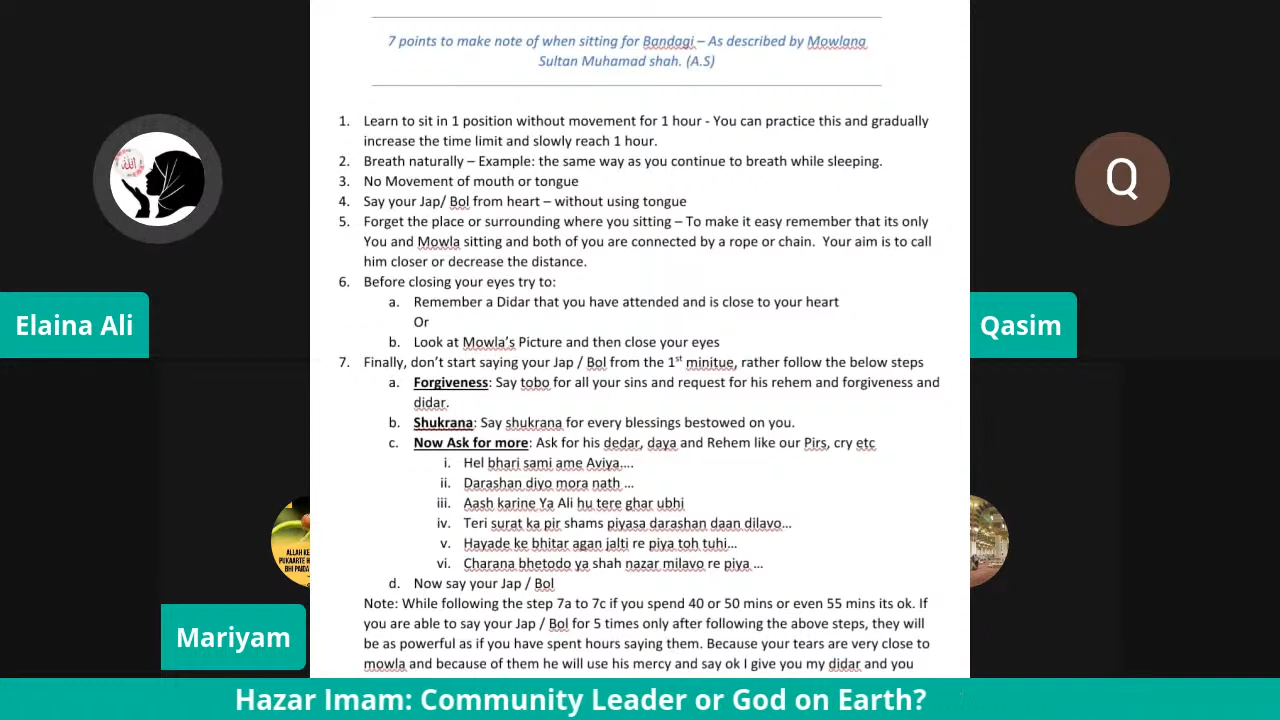 7 points to make note of when sitting for Bandagi – As described by Mowlana
Sultan Muhamad shah. (A.S)
1. Learn to sit in 1 position without movement for 1 hour - You can practice this and gradually
increase the time limit and slowly reach 1 hour.
2. Breath naturally – Example: the same way as you continue to breath while sleeping.
3. No Movement of mouth or tongue
4. Say your Jap/ Bol from heart – without using tongue
5. Forget the place or surrounding where you sitting – To make it easy remember that its only
You and Mowla sitting and both of you are connected by a rope or chain. Your aim is to call
him closer or decrease the distance.
6. Before closing your eyes try to:
a. Remember a Didar that you have attended and is close to your heart
Or
b. Look at Mowla's Picture and then close your eyes
7. Finally, don't start saying your Jap / Bol from the 1st minitue, rather follow the below steps
a. Forgiveness: Say tobo for all your sins and request for his rehem and forgiveness and
didar.
b. Shukrana: Say shukrana for every blessings bestowed on you.
c. Now Ask for more: Ask for his dedar, daya and Rehem like our Pirs, cry etc
i. Hel bhari sami ame Aviya....
ii. Darashan diyo mora nath ...
iii. Aash karine Ya Ali hu tere ghar ubhi
iv. Teri surat ka pir shams piyasa darashan daan dilavo...
v. Hayade ke bhitar agan jalti re piya toh tuhi...
vi. Charana bhetodo ya shah nazar milavo re piya ...
d. Now say your Jap / Bol
Note: While following the step 7a to 7c if you spend 40 or 50 mins or even 55 mins its ok. If
you are able to say your Jap / Bol for 5 times only after following the above steps, they will
be as powerful as if you have spent hours saying them. Because your tears are very close to
mowla and because of them he will use his mercy and say ok I give you my didar and you
الله
Elaina Ali
Q
Qasim
ALLAH KE
PUKAARTE H
BHI PAIDA
Mariyam
Hazar Imam: Community Leader or God on Earth?